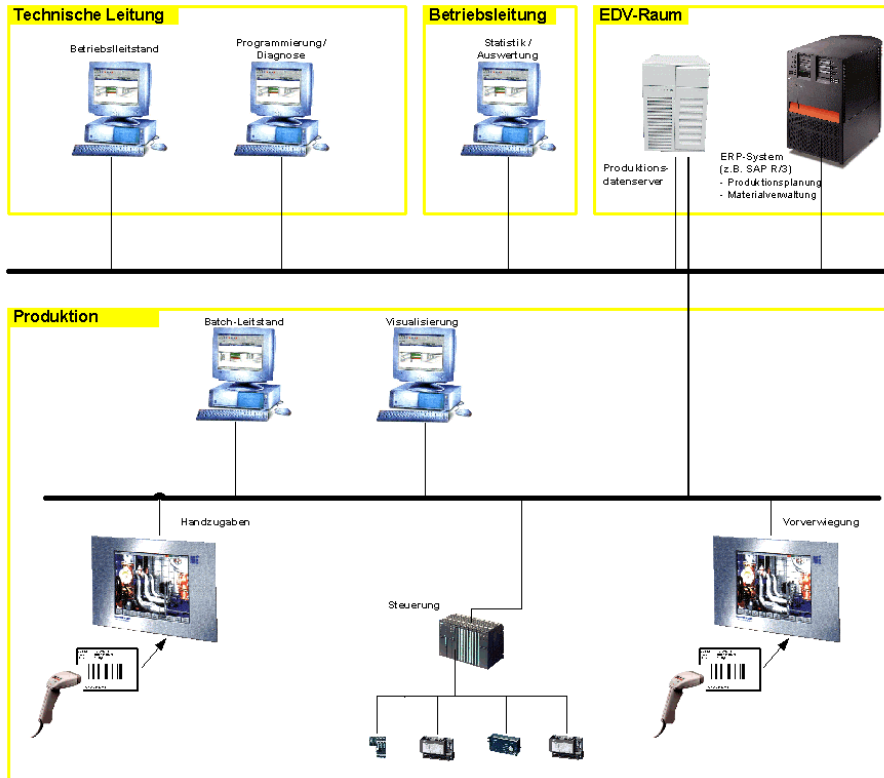 Technische Leitung
Betriebslleitstand
Programmierung/
Diagnose
Betriebsleitung
Statistik /
Auswertung
EDV-Raum
Produktions-
datenserver
ERP-System
(z.B. SAP R/3)
- Produktionsplanung
- Materialverwaltung
Produktion
Batch-Leitstand
Visualisierung
Handzugaben
Vorverwiegung
Steuerung